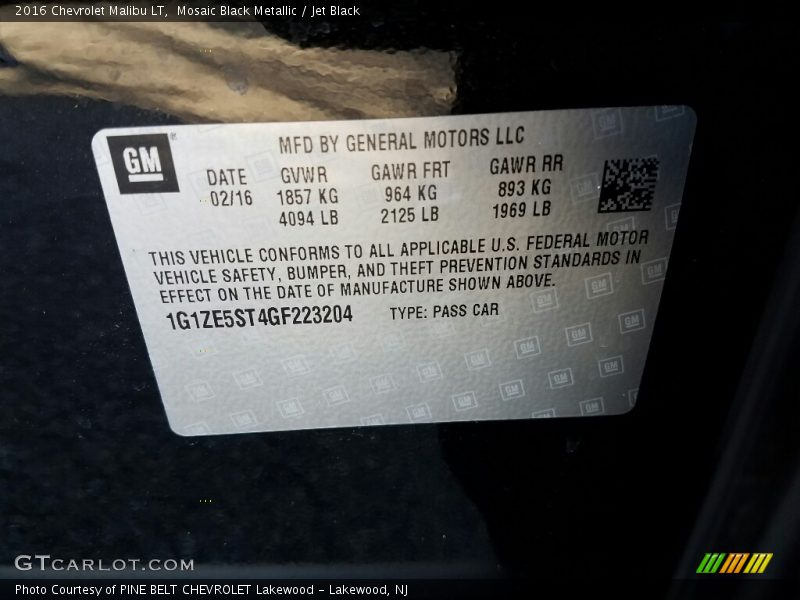 2016 Chevrolet Malibu LT, Mosaic Black Metallic / Jet Black
GM
MFD BY GENERAL MOTORS LLC
DATE GVWR GAWR FRT GAWR RR
02/16 1857 KG 964 KG 893 KG
4094 LB 2125 LB 1969 LB
THIS VEHICLE CONFORMS TO ALL APPLICABLE U.S. FEDERAL MOTOR
VEHICLE SAFETY, BUMPER, AND THEFT PREVENTION STANDARDS IN
EFFECT ON THE DATE OF MANUFACTURE SHOWN ABOVE.
1G1ZE5ST4GF223204 TYPE: PASS CAR
GTCARLOT.COM
Photo Courtesy of PINE BELT CHEVROLET Lakewood - Lakewood, NJ